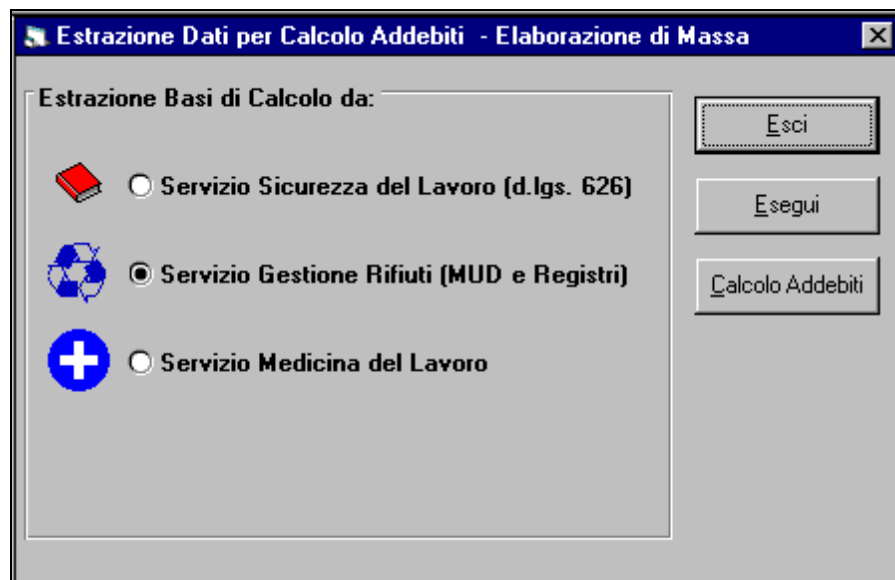 Estrazione Dati per Calcolo Addebiti - Elaborazione di Massa
Estrazione Basi di Calcolo da:
Servizio Sicurezza del Lavoro (d.lgs. 626)
Servizio Gestione Rifiuti (MUD e Registri)
Servizio Medicina del Lavoro
Esci
Esegui
Calcolo Addebiti